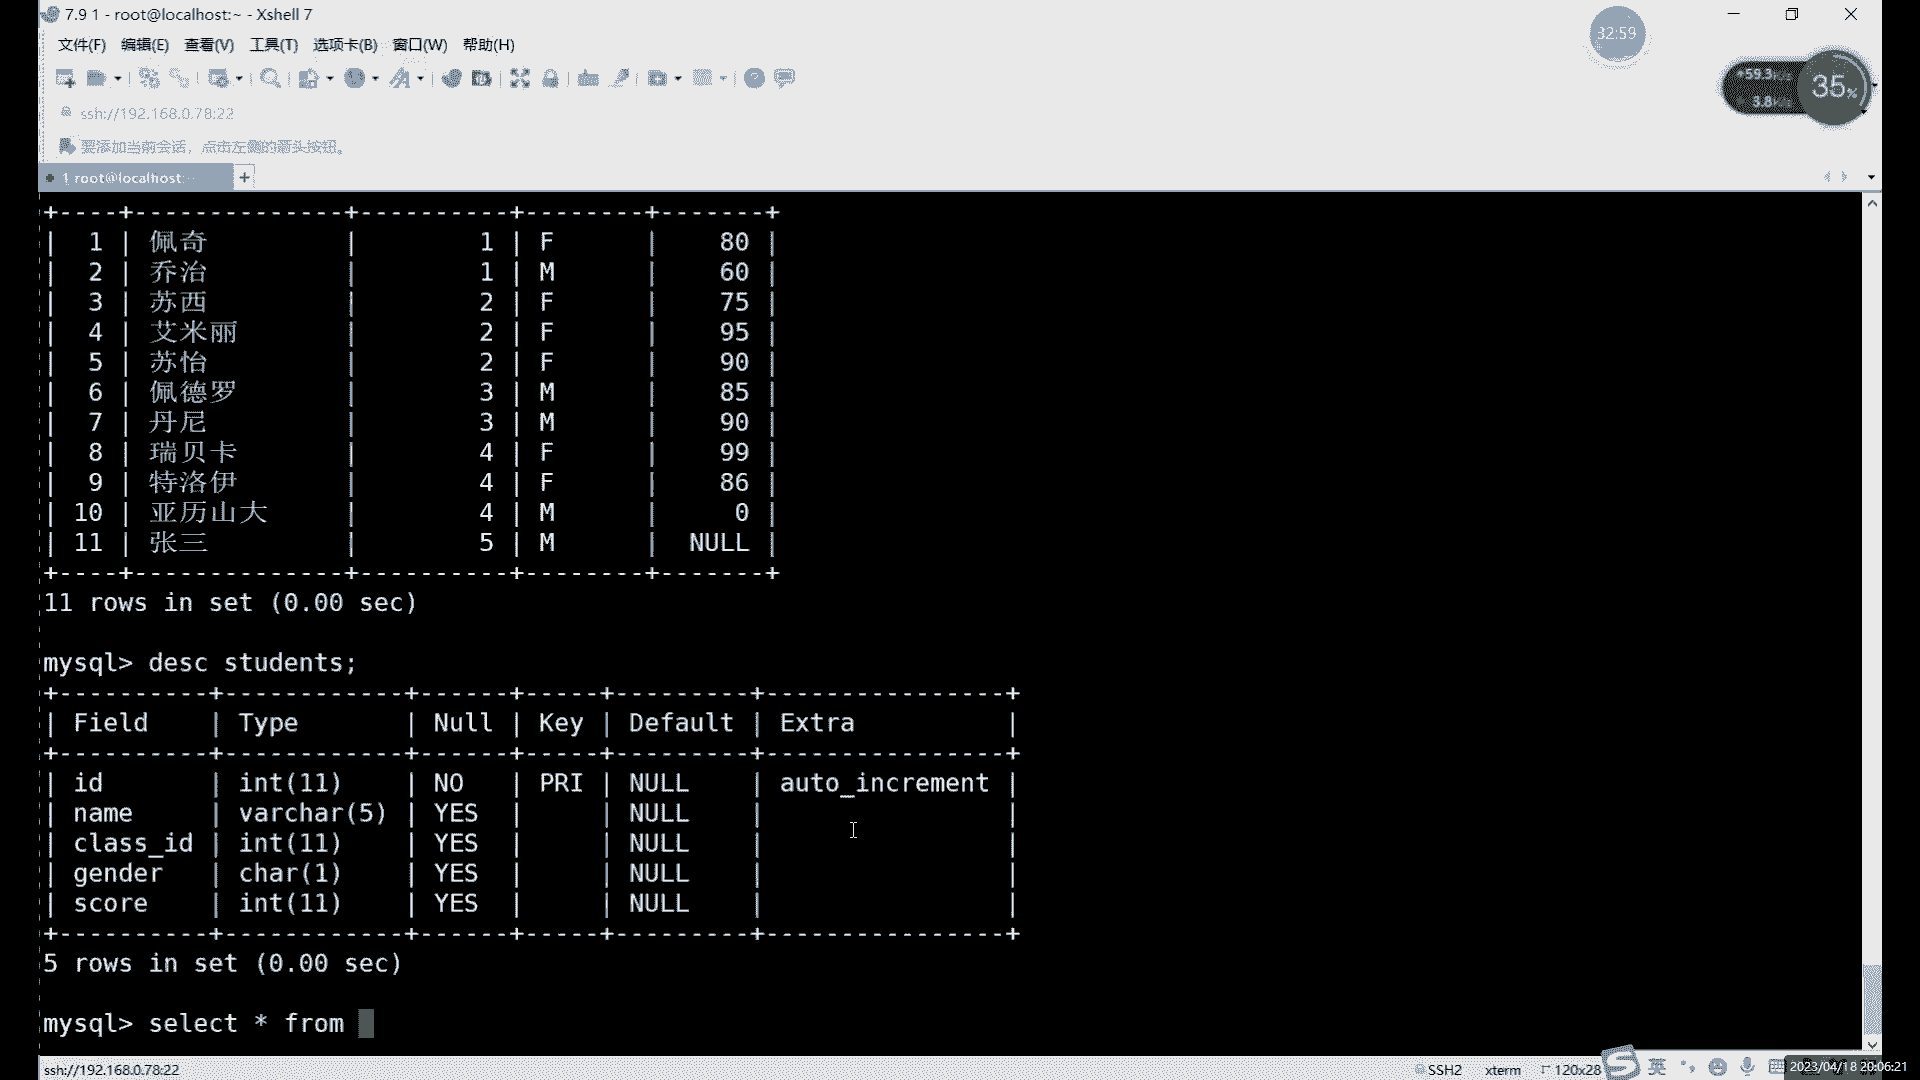 7.9 1 - root@localhost:~ - Xshell 7
32:59
文件(F) 编辑(E) 查看(V) 工具(T) 选项卡(B) 窗口(W) 帮助(H)
+59.3
3.8
35%
ssh://192.168.0.78:22
要添加当前会话，点击左侧的箭头按钮。
1 root@localhost:~
+----+--------------+----------+--------+-------+
|  1 | 佩奇         |        1 | F      |    80 |
|  2 | 乔治         |        1 | M      |    60 |
|  3 | 苏西         |        2 | F      |    75 |
|  4 | 艾米丽       |        2 | F      |    95 |
|  5 | 苏怡         |        2 | F      |    90 |
|  6 | 佩德罗       |        3 | M      |    85 |
|  7 | 丹尼         |        3 | M      |    90 |
|  8 | 瑞贝卡       |        4 | F      |    99 |
|  9 | 特洛伊       |        4 | F      |    86 |
| 10 | 亚历山大     |        4 | M      |     0 |
| 11 | 张三         |        5 | M      |  NULL |
+----+--------------+----------+--------+-------+
11 rows in set (0.00 sec)
mysql> desc students;
+----------+------------+------+-----+---------+----------------+
| Field    | Type       | Null | Key | Default | Extra          |
+----------+------------+------+-----+---------+----------------+
| id       | int(11)    | NO   | PRI | NULL    | auto_increment |
| name     | varchar(5) | YES  |     | NULL    |                |
| class_id | int(11)    | YES  |     | NULL    |                |
| gender   | char(1)    | YES  |     | NULL    |                |
| score    | int(11)    | YES  |     | NULL    |                |
+----------+------------+------+-----+---------+----------------+
5 rows in set (0.00 sec)
mysql> select * from
ssh://192.168.0.78:22 SSH2 xterm 120x28 英 2023/04/18 20:06:21